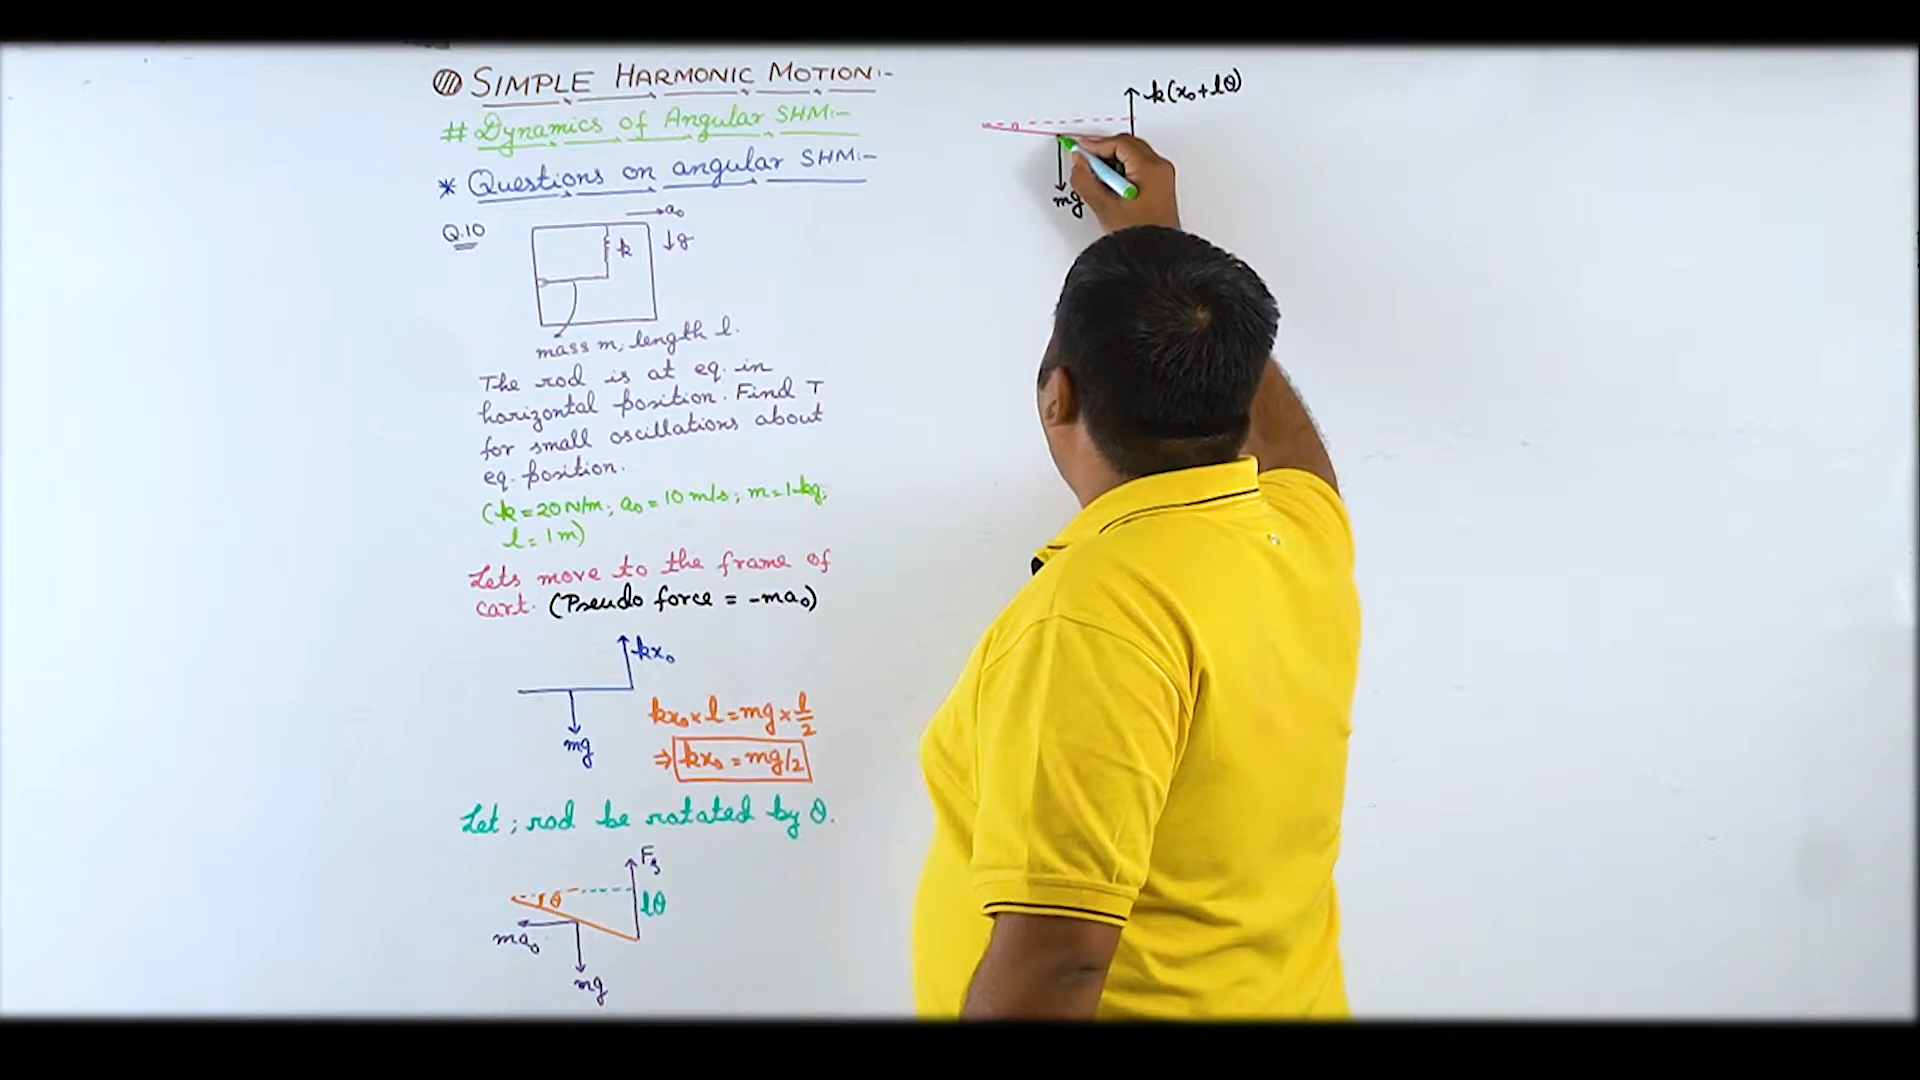 SIMPLE HARMONIC MOTION:-
# Dynamics of Angular SHM:-
* Questions on angular SHM:-
Q.10
a₀
k
↓g
mass m, length l.
The rod is at eq. in
horizontal position. Find T
for small oscillations about
eq. position.
(k = 20N/m; a₀ = 10 m/s; m = 1 kg;
l = 1m)
Lets move to the frame of
cart. (Pseudo force = -ma₀)
kx₀
mg
kx₀ × l = mg × l/2
⇒ kx₀ = mg/2
Let; rod be rotated by θ.
Fs
θ
lθ
ma₀
mg
k(x₀+lθ)
mg